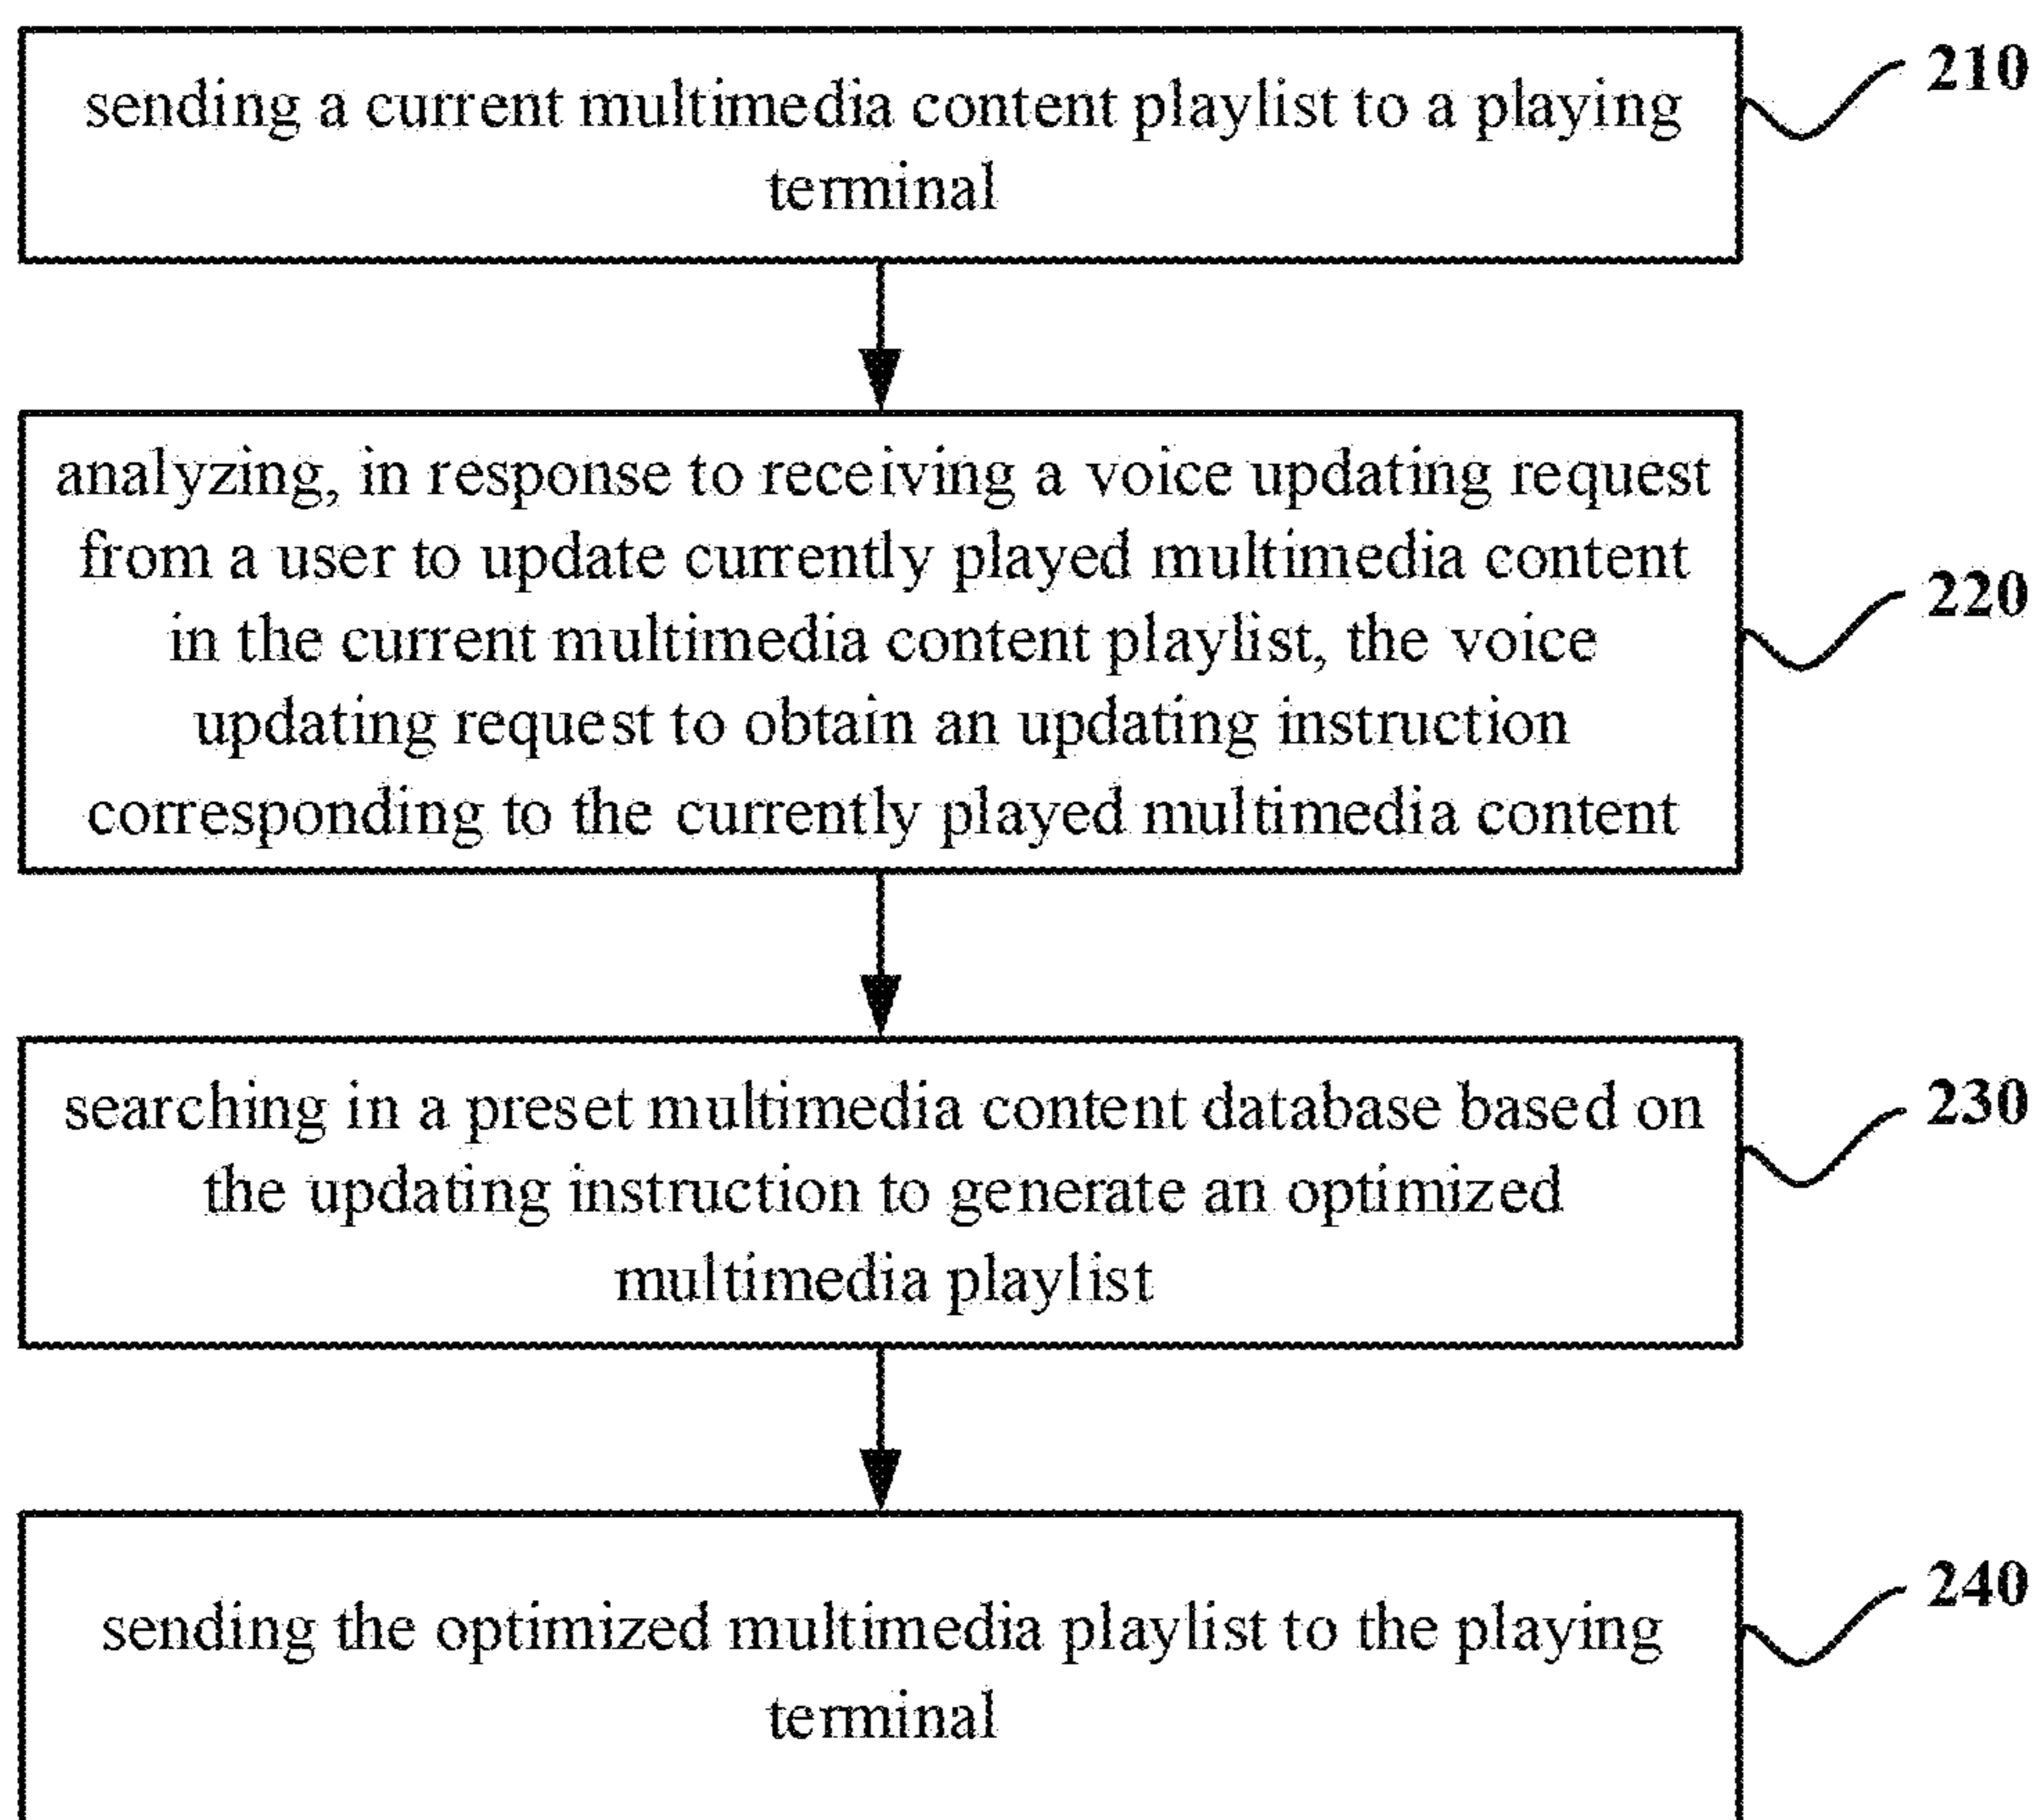 sending a current multimedia content playlist to a playing
terminal
210
analyzing, in response to receiving a voice updating request
from a user to update currently played multimedia content
in the current multimedia content playlist, the voice
updating request to obtain an updating instruction
corresponding to the currently played multimedia content
220
searching in a preset multimedia content database based on
the updating instruction to generate an optimized
multimedia playlist
230
sending the optimized multimedia playlist to the playing
terminal
240